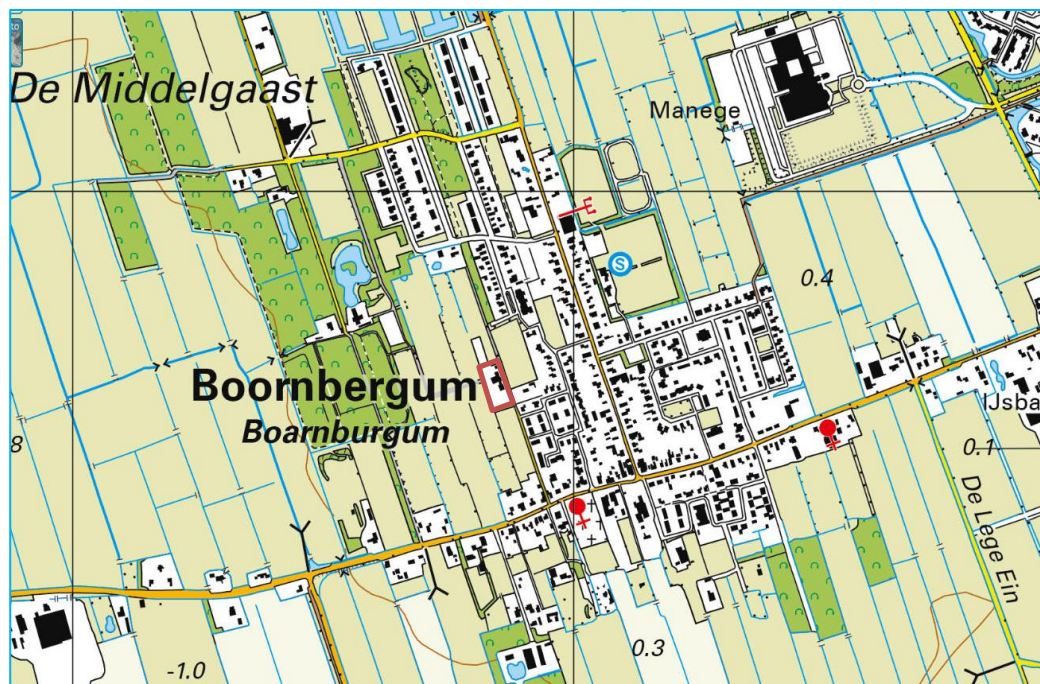 De Middelgaast
Manege
S
0.4
Boornbergum
Boarnburgum
IJsba
8
0.1
De Lege Ein
0.3
-1.0